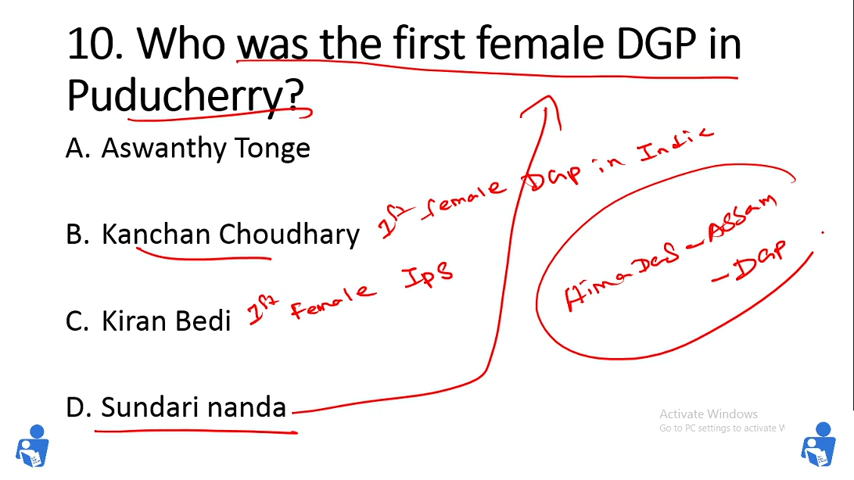 10. Who was the first female DGP in
Puducherry?
A. Aswanthy Tonge
B. Kanchan Choudhary
1st female DGP in India
C. Kiran Bedi
1st Female IPS
Hima Das - Assam
- DGP
D. Sundari nanda
Activate Windows
Go to PC settings to activate W